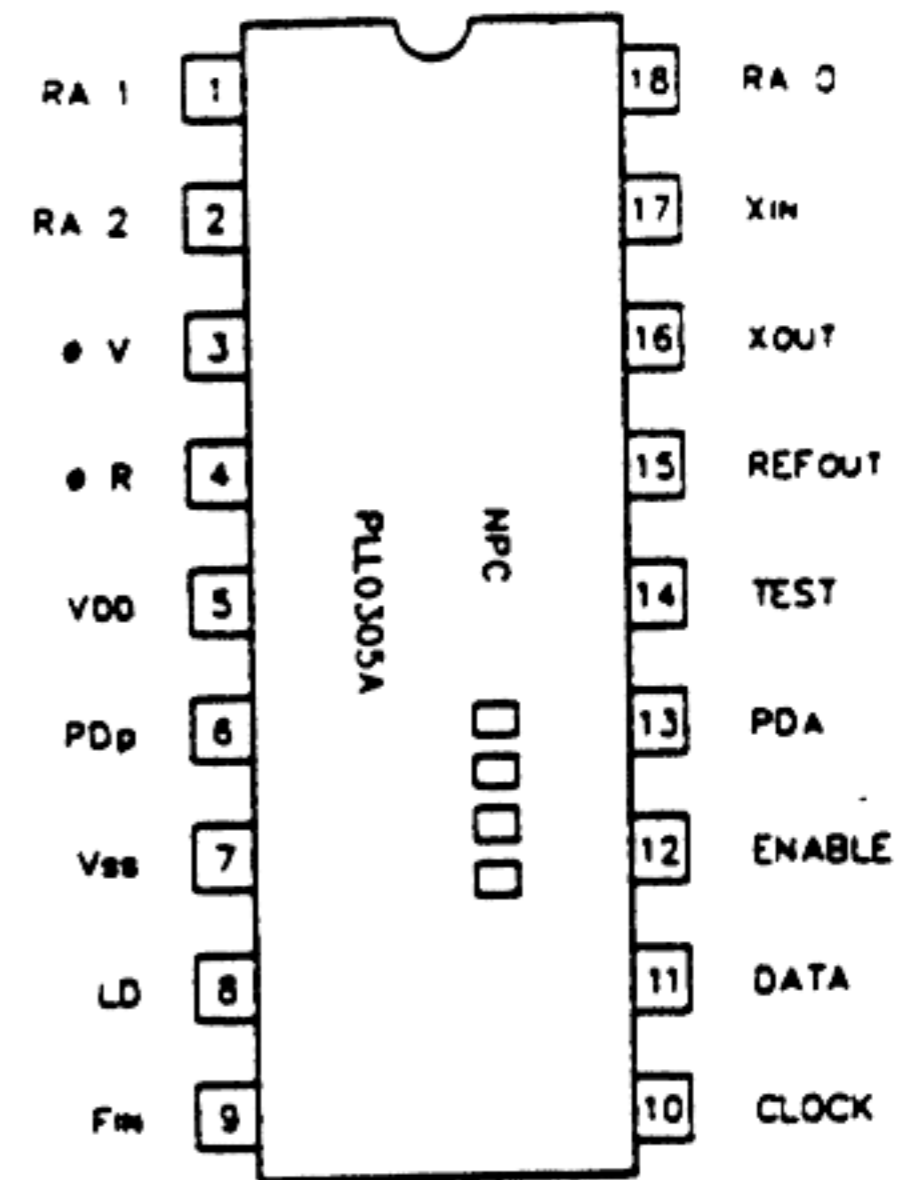 RA 1 1 18 RA 0
RA 2 2 17 XIN
φ V 3 16 XOUT
φ R 4 15 REFOUT
VDD 5 14 TEST
PDp 6 13 PDA
Vss 7 12 ENABLE
LD 8 11 DATA
Fin 9 10 CLOCK
NPC
PLL0305A